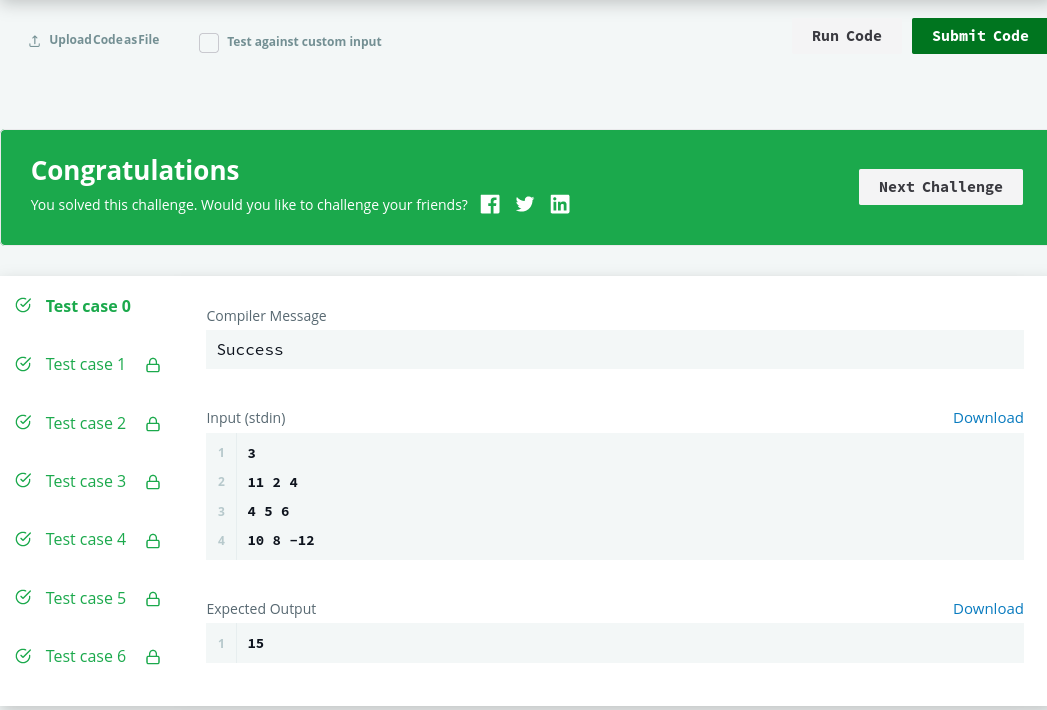 Upload Code as File
Test against custom input
Run Code
Submit Code
Congratulations
You solved this challenge. Would you like to challenge your friends?
Next Challenge
Test case 0
Test case 1
Test case 2
Test case 3
Test case 4
Test case 5
Test case 6
Compiler Message
Success
Input (stdin)
Download
1 3
2 11 2 4
3 4 5 6
4 10 8 -12
Expected Output
Download
1 15